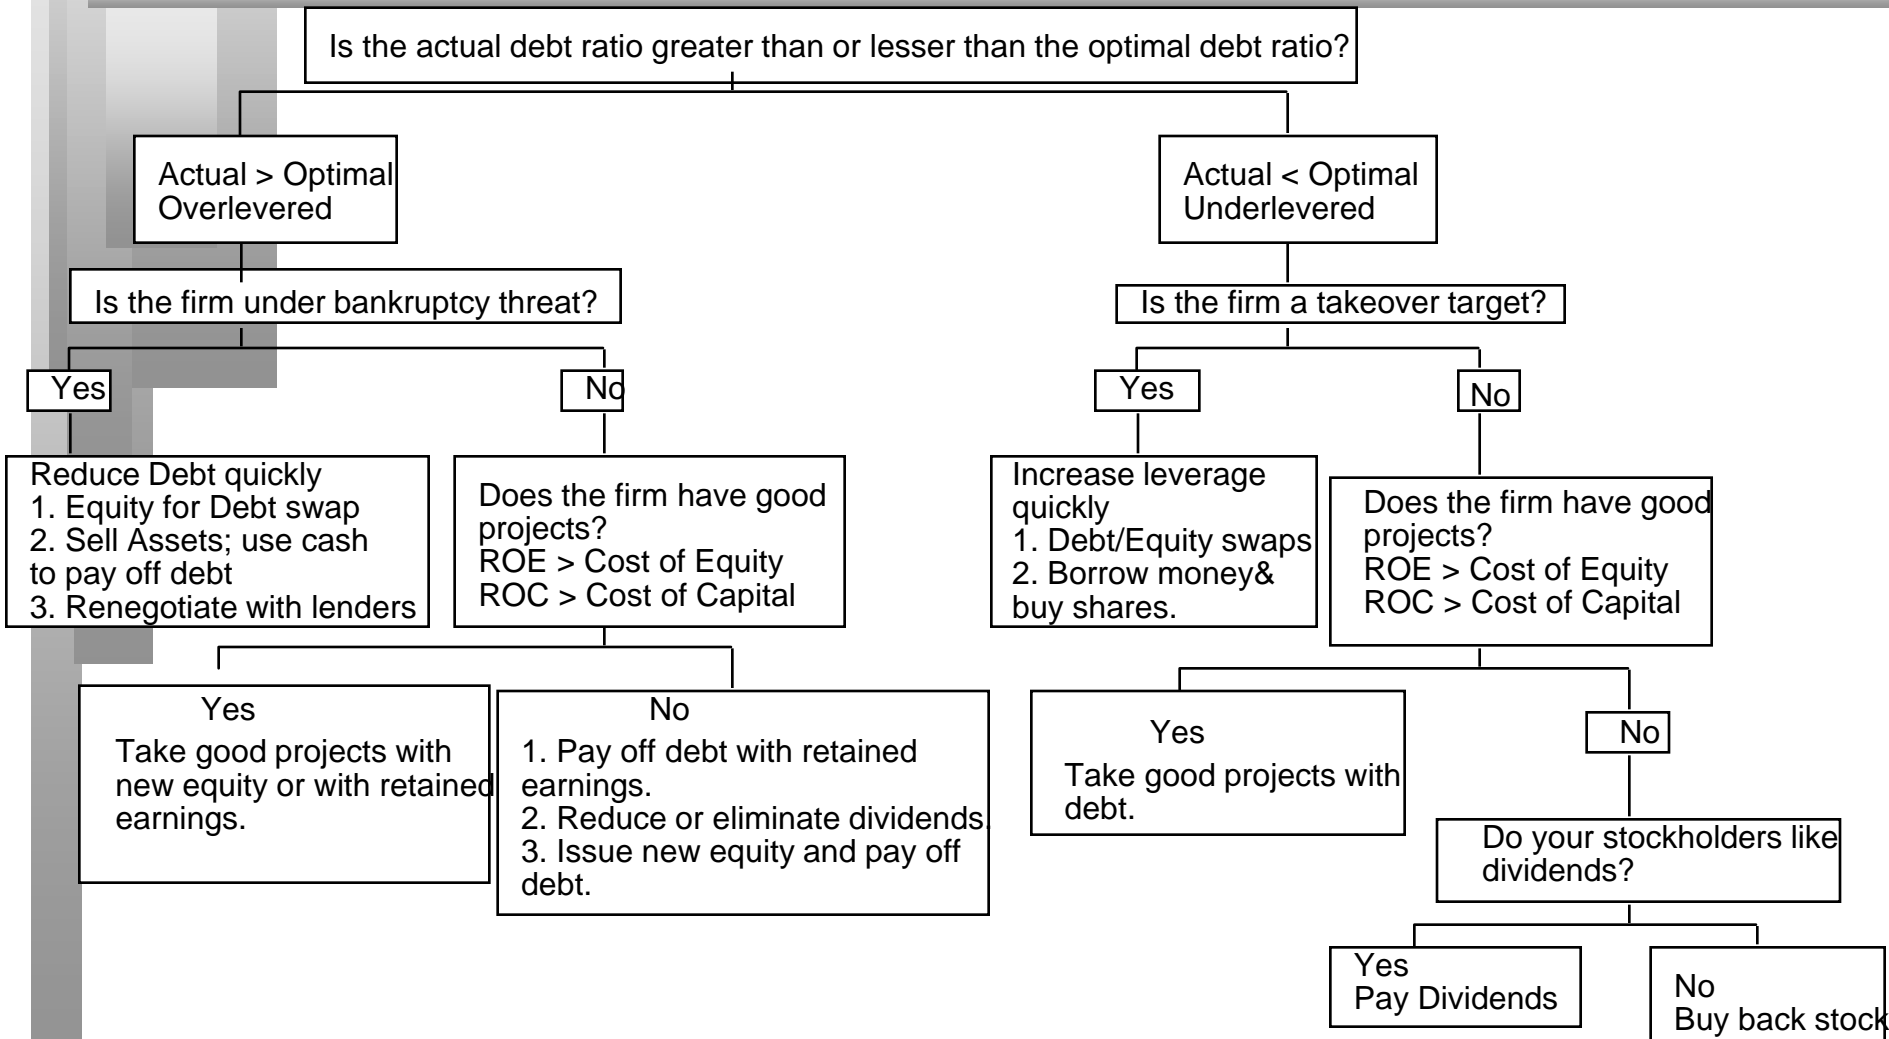 Is the actual debt ratio greater than or lesser than the optimal debt ratio?
Actual > Optimal
Overlevered
Actual < Optimal
Underlevered
Is the firm under bankruptcy threat?
Is the firm a takeover target?
Yes
No
Yes
No
Reduce Debt quickly
1. Equity for Debt swap
2. Sell Assets; use cash
to pay off debt
3. Renegotiate with lenders
Does the firm have good
projects?
ROE > Cost of Equity
ROC > Cost of Capital
Increase leverage
quickly
1. Debt/Equity swaps
2. Borrow money&
buy shares.
Does the firm have good
projects?
ROE > Cost of Equity
ROC > Cost of Capital
Yes
Take good projects with
new equity or with retained
earnings.
No
1. Pay off debt with retained
earnings.
2. Reduce or eliminate dividends.
3. Issue new equity and pay off
debt.
Yes
Take good projects with
debt.
No
Do your stockholders like
dividends?
Yes
Pay Dividends
No
Buy back stock